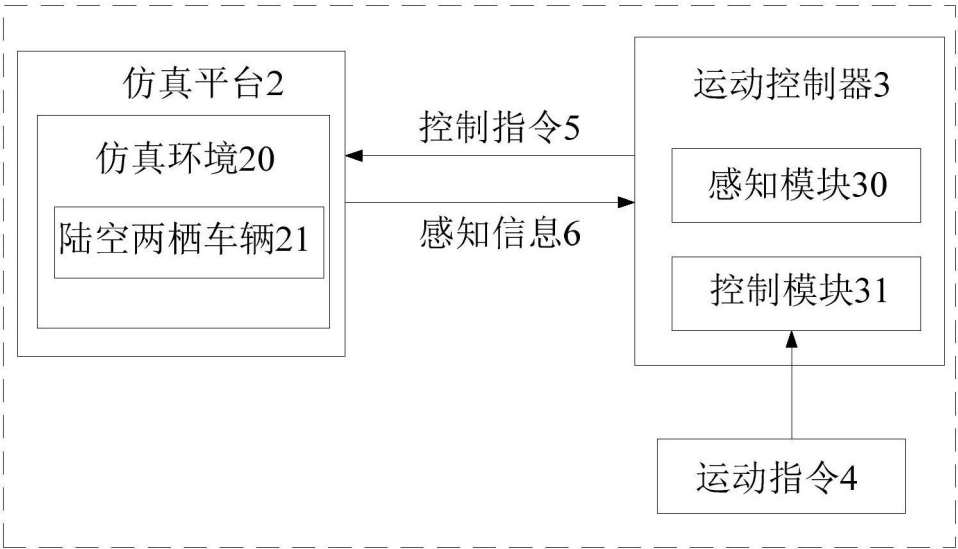 仿真平台2
仿真环境20
陆空两栖车辆21
控制指令5
感知信息6
运动控制器3
感知模块30
控制模块31
运动指令4